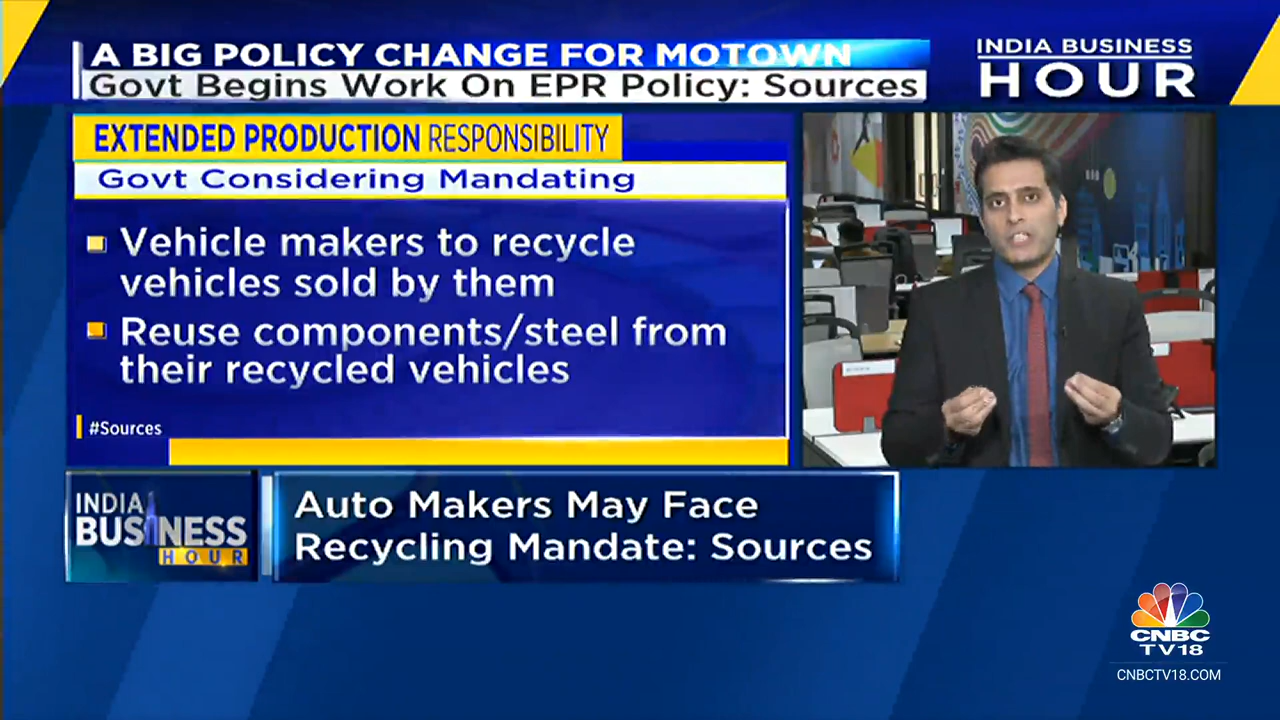 A BIG POLICY CHANGE FOR MOTOWN
Govt Begins Work On EPR Policy: Sources
INDIA BUSINESS
HOUR
EXTENDED PRODUCTION RESPONSIBILITY
Govt Considering Mandating
Vehicle makers to recycle
vehicles sold by them
Reuse components/steel from
their recycled vehicles
#Sources
INDIA
BUSINESS
HOUR
Auto Makers May Face
Recycling Mandate: Sources
CNBC
TV18
CNBCTV18.COM